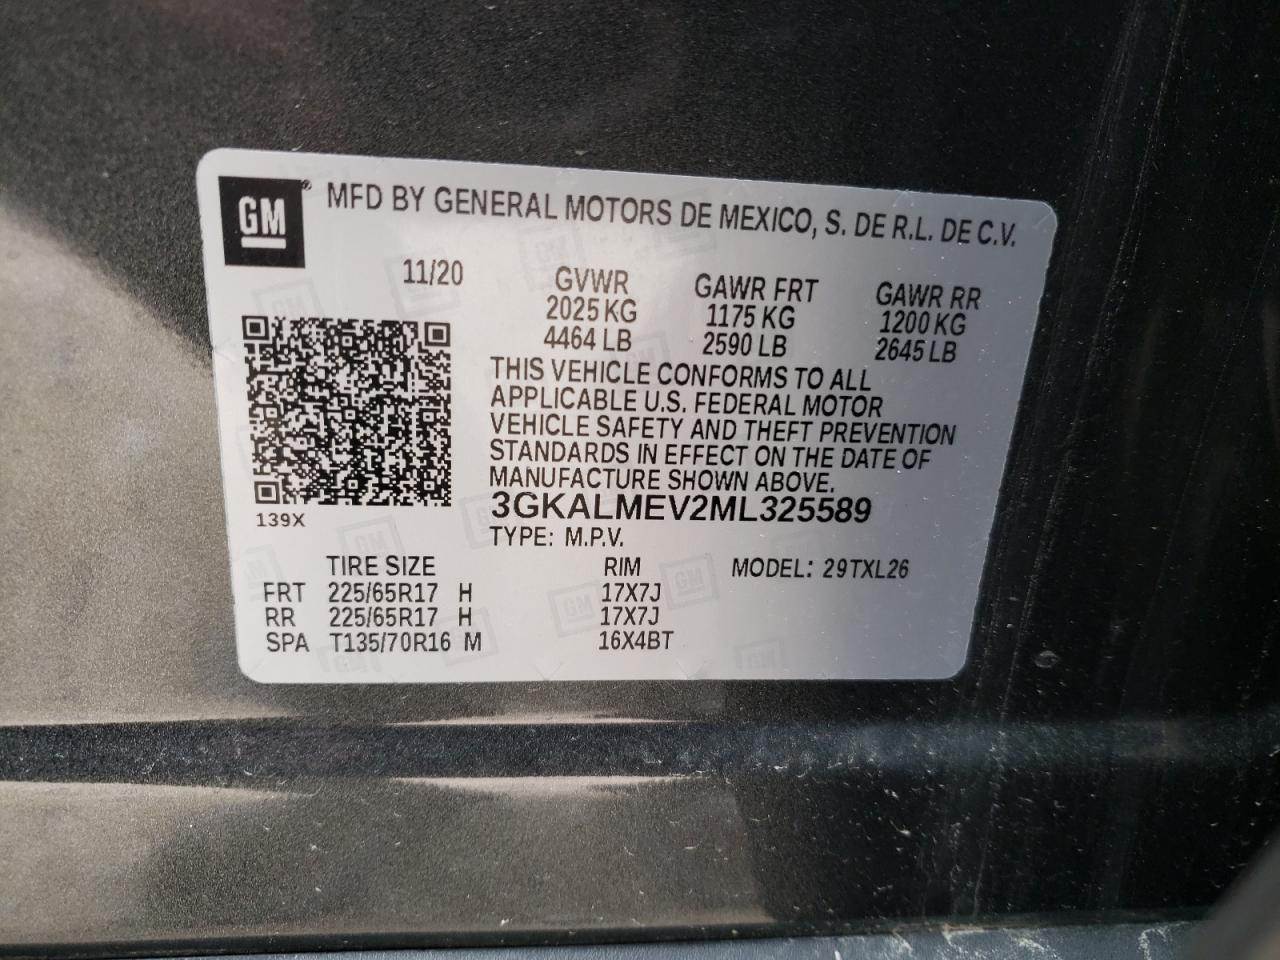 GM® MFD BY GENERAL MOTORS DE MEXICO, S. DE R.L. DE C.V.
11/20
GVWR GAWR FRT GAWR RR
2025 KG 1175 KG 1200 KG
4464 LB 2590 LB 2645 LB
THIS VEHICLE CONFORMS TO ALL
APPLICABLE U.S. FEDERAL MOTOR
VEHICLE SAFETY AND THEFT PREVENTION
STANDARDS IN EFFECT ON THE DATE OF
MANUFACTURE SHOWN ABOVE.
3GKALMEV2ML325589
139X
TYPE: M.P.V.
TIRE SIZE RIM MODEL: 29TXL26
FRT 225/65R17 H 17X7J
RR 225/65R17 H 17X7J
SPA T135/70R16 M 16X4BT